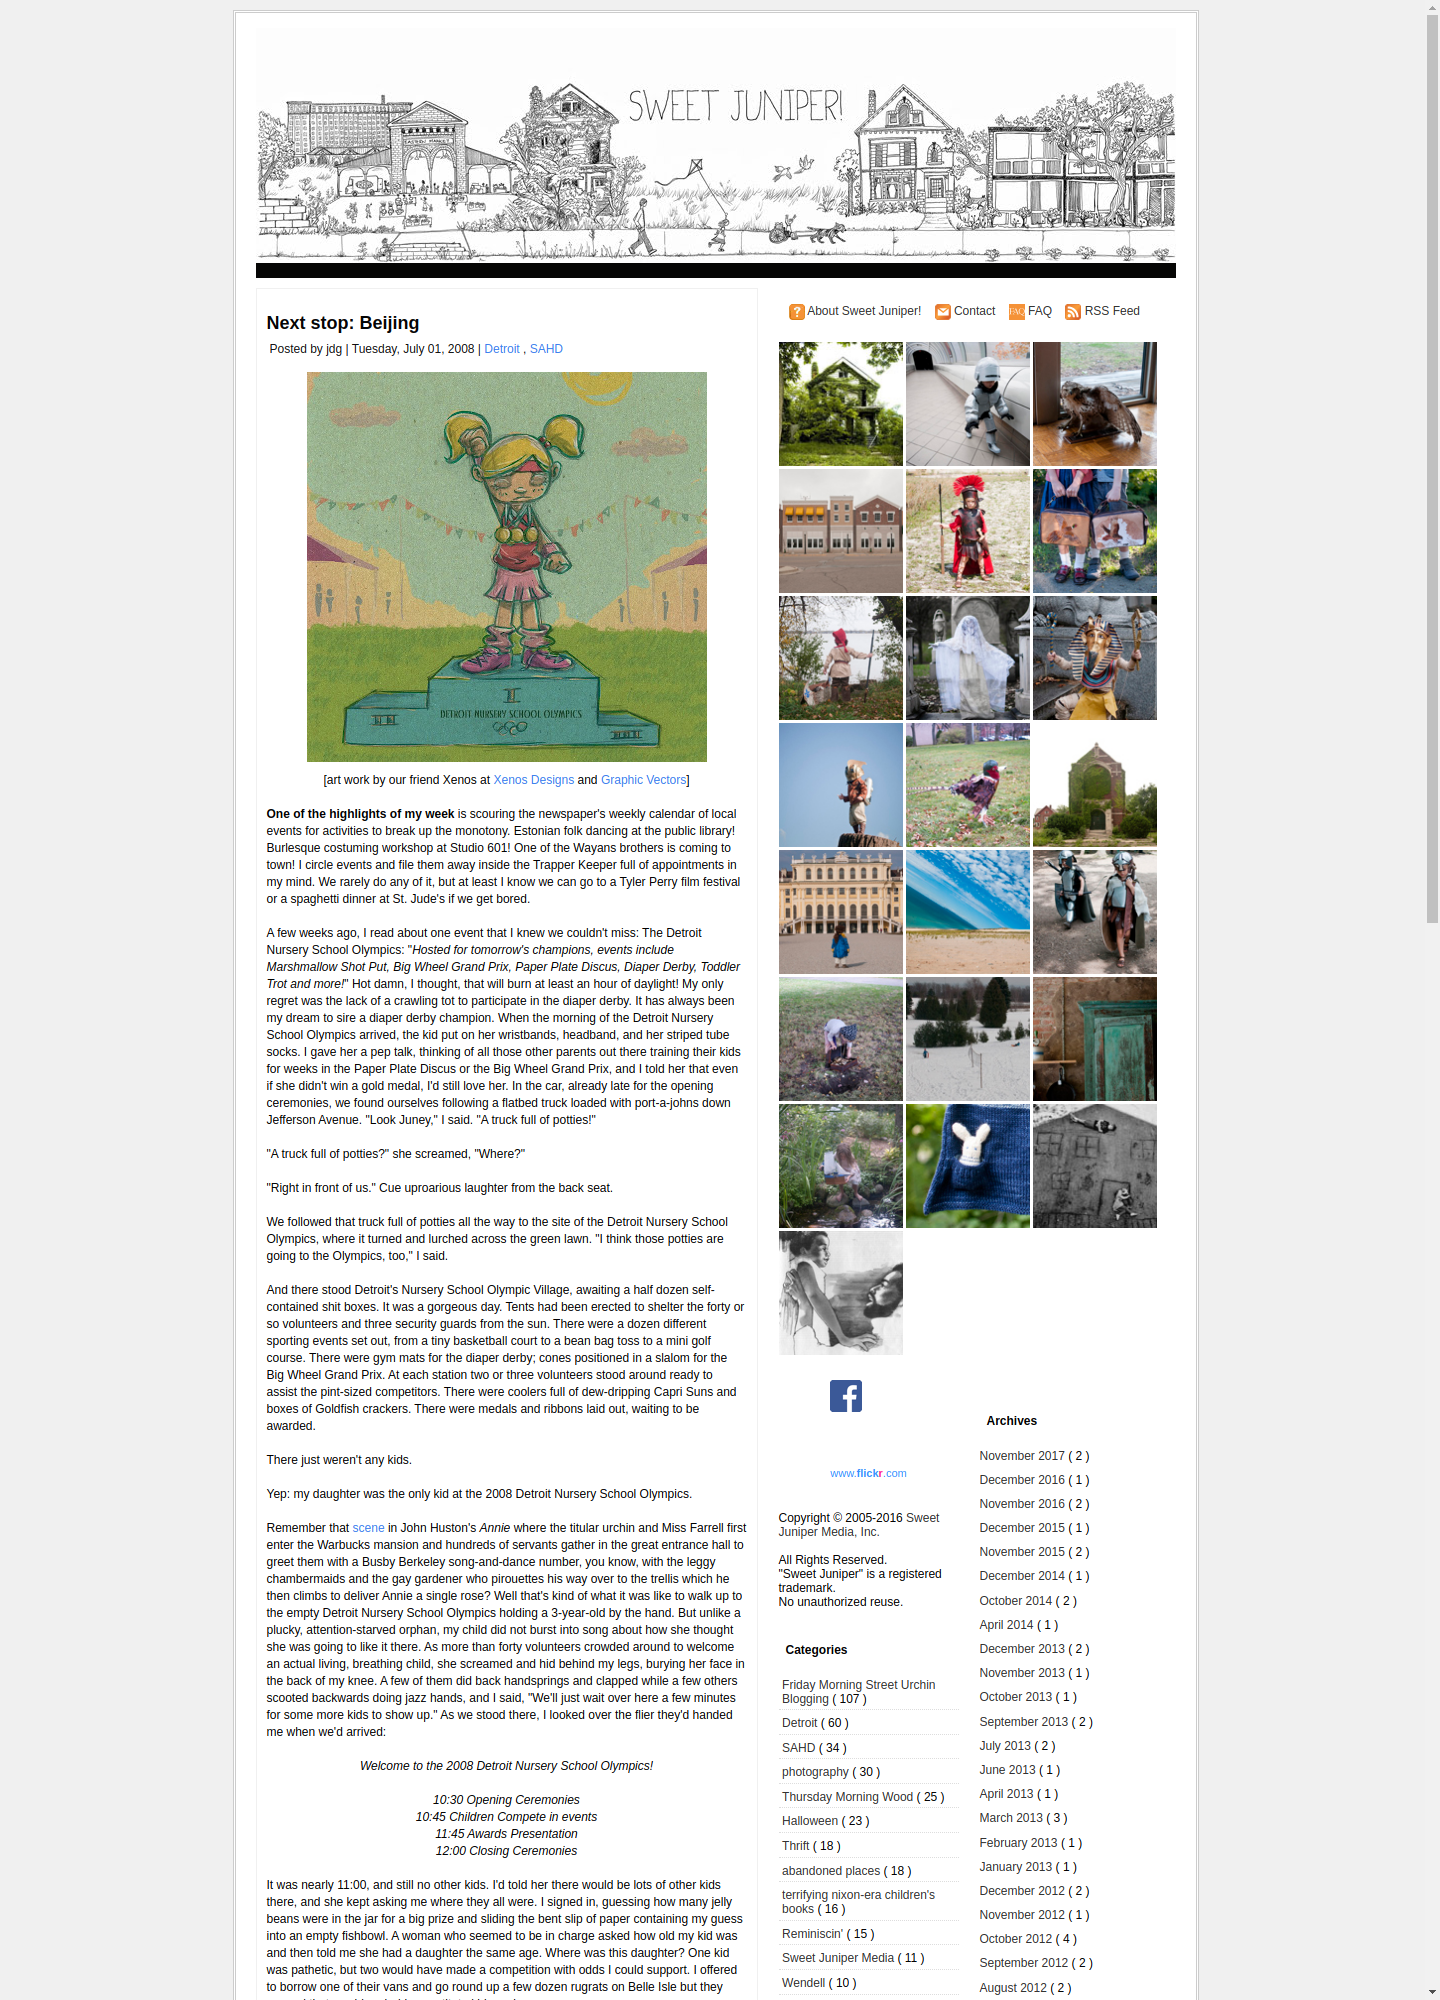 SWEET JUNIPER!
EASTERN MARKET
About Sweet Juniper!
Contact
FAQ
FAQ
RSS Feed
Next stop: Beijing
Posted by jdg | Tuesday, July 01, 2008 | Detroit , SAHD
I
II
III
DETROIT NURSERY SCHOOL OLYMPICS
[art work by our friend Xenos at Xenos Designs and Graphic Vectors]
One of the highlights of my week is scouring the newspaper's weekly calendar of local
events for activities to break up the monotony. Estonian folk dancing at the public library!
Burlesque costuming workshop at Studio 601! One of the Wayans brothers is coming to
town! I circle events and file them away inside the Trapper Keeper full of appointments in
my mind. We rarely do any of it, but at least I know we can go to a Tyler Perry film festival
or a spaghetti dinner at St. Jude's if we get bored.
A few weeks ago, I read about one event that I knew we couldn't miss: The Detroit
Nursery School Olympics: "Hosted for tomorrow's champions, events include
Marshmallow Shot Put, Big Wheel Grand Prix, Paper Plate Discus, Diaper Derby, Toddler
Trot and more!" Hot damn, I thought, that will burn at least an hour of daylight! My only
regret was the lack of a crawling tot to participate in the diaper derby. It has always been
my dream to sire a diaper derby champion. When the morning of the Detroit Nursery
School Olympics arrived, the kid put on her wristbands, headband, and her striped tube
socks. I gave her a pep talk, thinking of all those other parents out there training their kids
for weeks in the Paper Plate Discus or the Big Wheel Grand Prix, and I told her that even
if she didn't win a gold medal, I'd still love her. In the car, already late for the opening
ceremonies, we found ourselves following a flatbed truck loaded with port-a-johns down
Jefferson Avenue. "Look Juney," I said. "A truck full of potties!"
"A truck full of potties?" she screamed, "Where?"
"Right in front of us." Cue uproarious laughter from the back seat.
We followed that truck full of potties all the way to the site of the Detroit Nursery School
Olympics, where it turned and lurched across the green lawn. "I think those potties are
going to the Olympics, too," I said.
And there stood Detroit's Nursery School Olympic Village, awaiting a half dozen self-
contained shit boxes. It was a gorgeous day. Tents had been erected to shelter the forty or
so volunteers and three security guards from the sun. There were a dozen different
sporting events set out, from a tiny basketball court to a bean bag toss to a mini golf
course. There were gym mats for the diaper derby; cones positioned in a slalom for the
Big Wheel Grand Prix. At each station two or three volunteers stood around ready to
assist the pint-sized competitors. There were coolers full of dew-dripping Capri Suns and
boxes of Goldfish crackers. There were medals and ribbons laid out, waiting to be
awarded.
There just weren't any kids.
Yep: my daughter was the only kid at the 2008 Detroit Nursery School Olympics.
Remember that scene in John Huston's Annie where the titular urchin and Miss Farrell first
enter the Warbucks mansion and hundreds of servants gather in the great entrance hall to
greet them with a Busby Berkeley song-and-dance number, you know, with the leggy
chambermaids and the gay gardener who pirouettes his way over to the trellis which he
then climbs to deliver Annie a single rose? Well that's kind of what it was like to walk up to
the empty Detroit Nursery School Olympics holding a 3-year-old by the hand. But unlike a
plucky, attention-starved orphan, my child did not burst into song about how she thought
she was going to like it there. As more than forty volunteers crowded around to welcome
an actual living, breathing child, she screamed and hid behind my legs, burying her face in
the back of my knee. A few of them did back handsprings and clapped while a few others
scooted backwards doing jazz hands, and I said, "We'll just wait over here a few minutes
for some more kids to show up." As we stood there, I looked over the flier they'd handed
me when we'd arrived:
Welcome to the 2008 Detroit Nursery School Olympics!
10:30 Opening Ceremonies
10:45 Children Compete in events
11:45 Awards Presentation
12:00 Closing Ceremonies
It was nearly 11:00, and still no other kids. I'd told her there would be lots of other kids
there, and she kept asking me where they all were. I signed in, guessing how many jelly
beans were in the jar for a big prize and sliding the bent slip of paper containing my guess
into an empty fishbowl. A woman who seemed to be in charge asked how old my kid was
and then told me she had a daughter the same age. Where was this daughter? One kid
was pathetic, but two would have made a competition with odds I could support. I offered
to borrow one of their vans and go round up a few dozen rugrats on Belle Isle but they
www.flickr.com
Copyright © 2005-2016 Sweet
Juniper Media, Inc.
All Rights Reserved.
"Sweet Juniper" is a registered
trademark.
No unauthorized reuse.
Categories
Friday Morning Street Urchin
Blogging ( 107 )
Detroit ( 60 )
SAHD ( 34 )
photography ( 30 )
Thursday Morning Wood ( 25 )
Halloween ( 23 )
Thrift ( 18 )
abandoned places ( 18 )
terrifying nixon-era children's
books ( 16 )
Reminiscin' ( 15 )
Sweet Juniper Media ( 11 )
Wendell ( 10 )
Archives
November 2017 ( 2 )
December 2016 ( 1 )
November 2016 ( 2 )
December 2015 ( 1 )
November 2015 ( 2 )
December 2014 ( 1 )
October 2014 ( 2 )
April 2014 ( 1 )
December 2013 ( 2 )
November 2013 ( 1 )
October 2013 ( 1 )
September 2013 ( 2 )
July 2013 ( 2 )
June 2013 ( 1 )
April 2013 ( 1 )
March 2013 ( 3 )
February 2013 ( 1 )
January 2013 ( 1 )
December 2012 ( 2 )
November 2012 ( 1 )
October 2012 ( 4 )
September 2012 ( 2 )
August 2012 ( 2 )